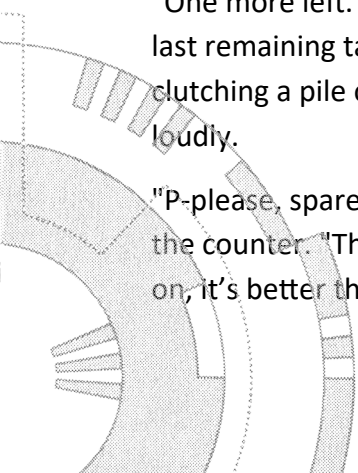 "One more left.
last remaining ta
clutching a pile
loudly.
"P-please, spare
the counter. "Th
on, it's better th